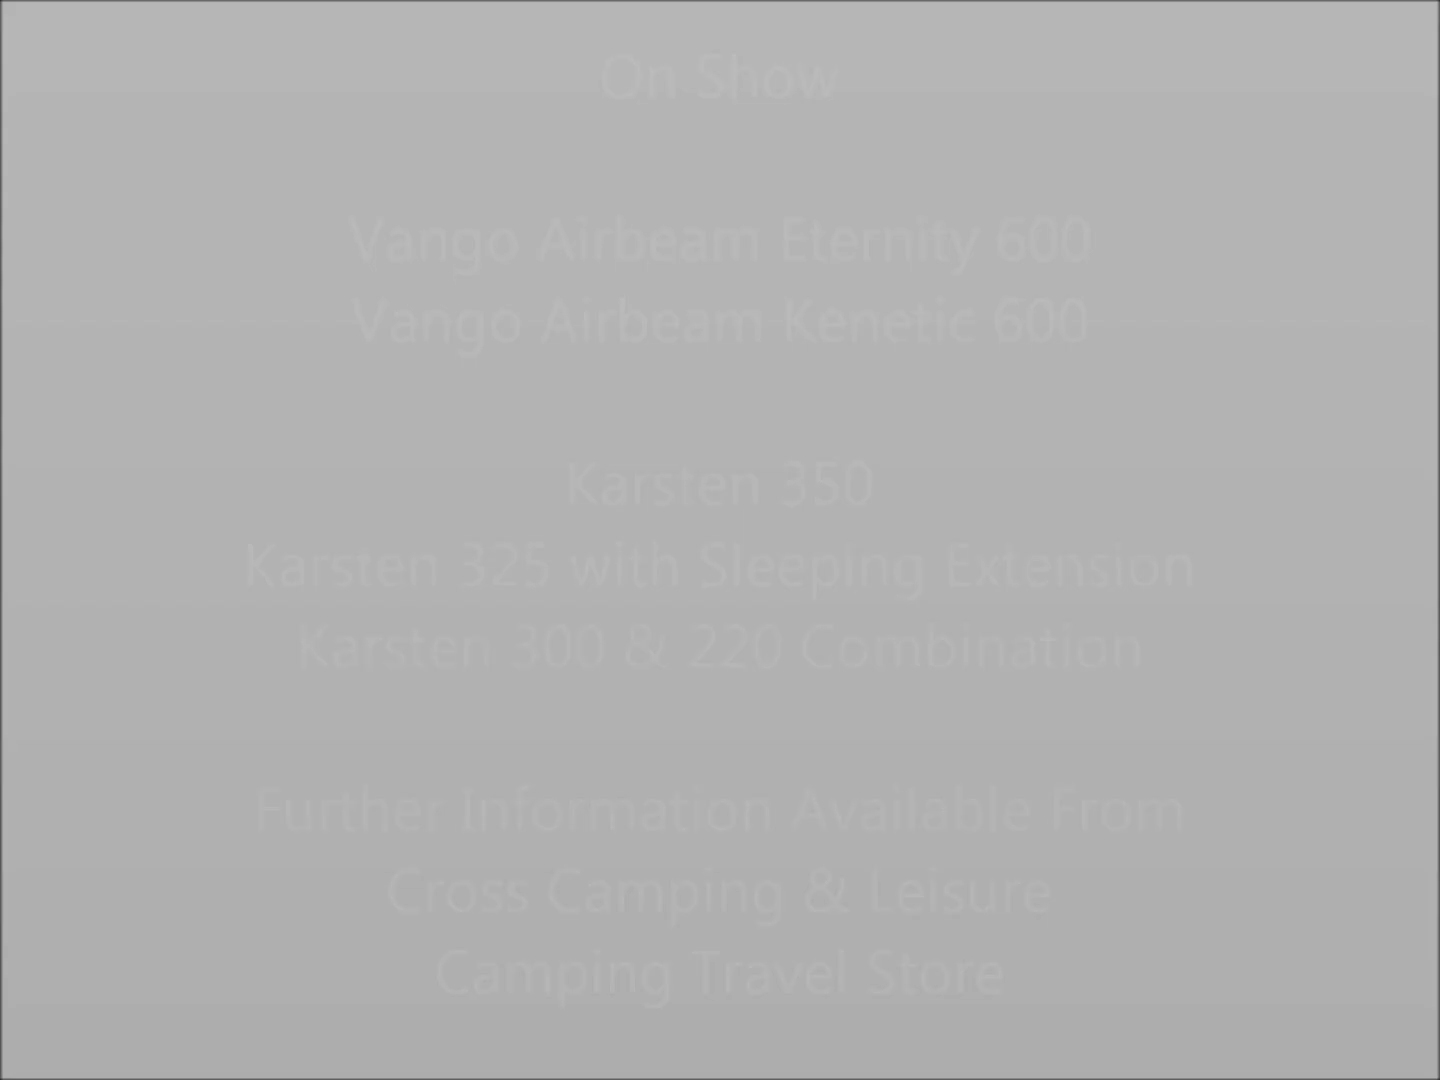 On Show
Vango Airbeam Eternity 600
Vango Airbeam Kenetic 600
Karsten 350
Karsten 325 with Sleeping Extension
Karsten 300 & 220 Combination
Further Information Available From
Cross Camping & Leisure
Camping Travel Store